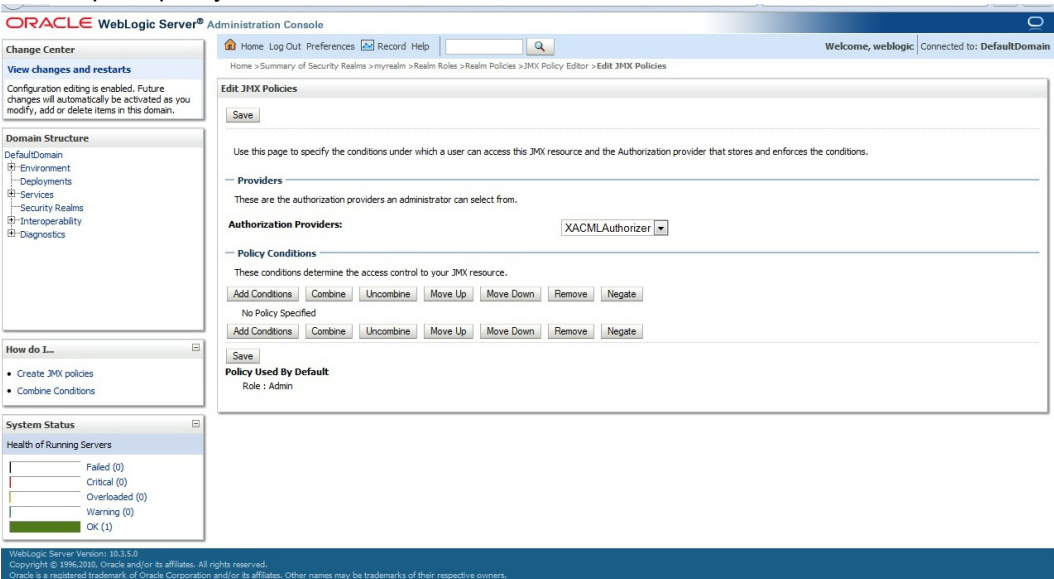 ORACLE WebLogic Server® Administration Console
Change Center
View changes and restarts
Configuration editing is enabled. Future
changes will automatically be activated as you
modify, add or delete items in this domain.
Domain Structure
DefaultDomain
Environment
Deployments
Services
Security Realms
Interoperability
Diagnostics
How do I...
Create JMX policies
Combine Conditions
System Status
Health of Running Servers
Failed (0)
Critical (0)
Overloaded (0)
Warning (0)
OK (1)
Home Log Out Preferences Record Help
Welcome, weblogic Connected to: DefaultDomain
Home >Summary of Security Realms >myrealm >Realm Roles >Realm Policies >JMX Policy Editor >Edit JMX Policies
Edit JMX Policies
Save
Use this page to specify the conditions under which a user can access this JMX resource and the Authorization provider that stores and enforces the conditions.
Providers
These are the authorization providers an administrator can select from.
Authorization Providers: XACMLAuthorizer
Policy Conditions
These conditions determine the access control to your JMX resource.
Add Conditions Combine Uncombine Move Up Move Down Remove Negate
No Policy Specified
Add Conditions Combine Uncombine Move Up Move Down Remove Negate
Save
Policy Used By Default
Role : Admin
WebLogic Server Version: 10.3.5.0
Copyright © 1996,2010, Oracle and/or its affiliates. All rights reserved.
Oracle is a registered trademark of Oracle Corporation and/or its affiliates. Other names may be trademarks of their respective owners.